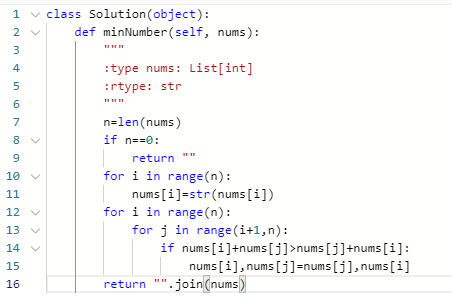 1 class Solution(object):
2     def minNumber(self, nums):
3         """
4         :type nums: List[int]
5         :rtype: str
6         """
7         n=len(nums)
8         if n==0:
9             return ""
10         for i in range(n):
11             nums[i]=str(nums[i])
12         for i in range(n):
13             for j in range(i+1,n):
14                 if nums[i]+nums[j]>nums[j]+nums[i]:
15                     nums[i],nums[j]=nums[j],nums[i]
16         return "".join(nums)